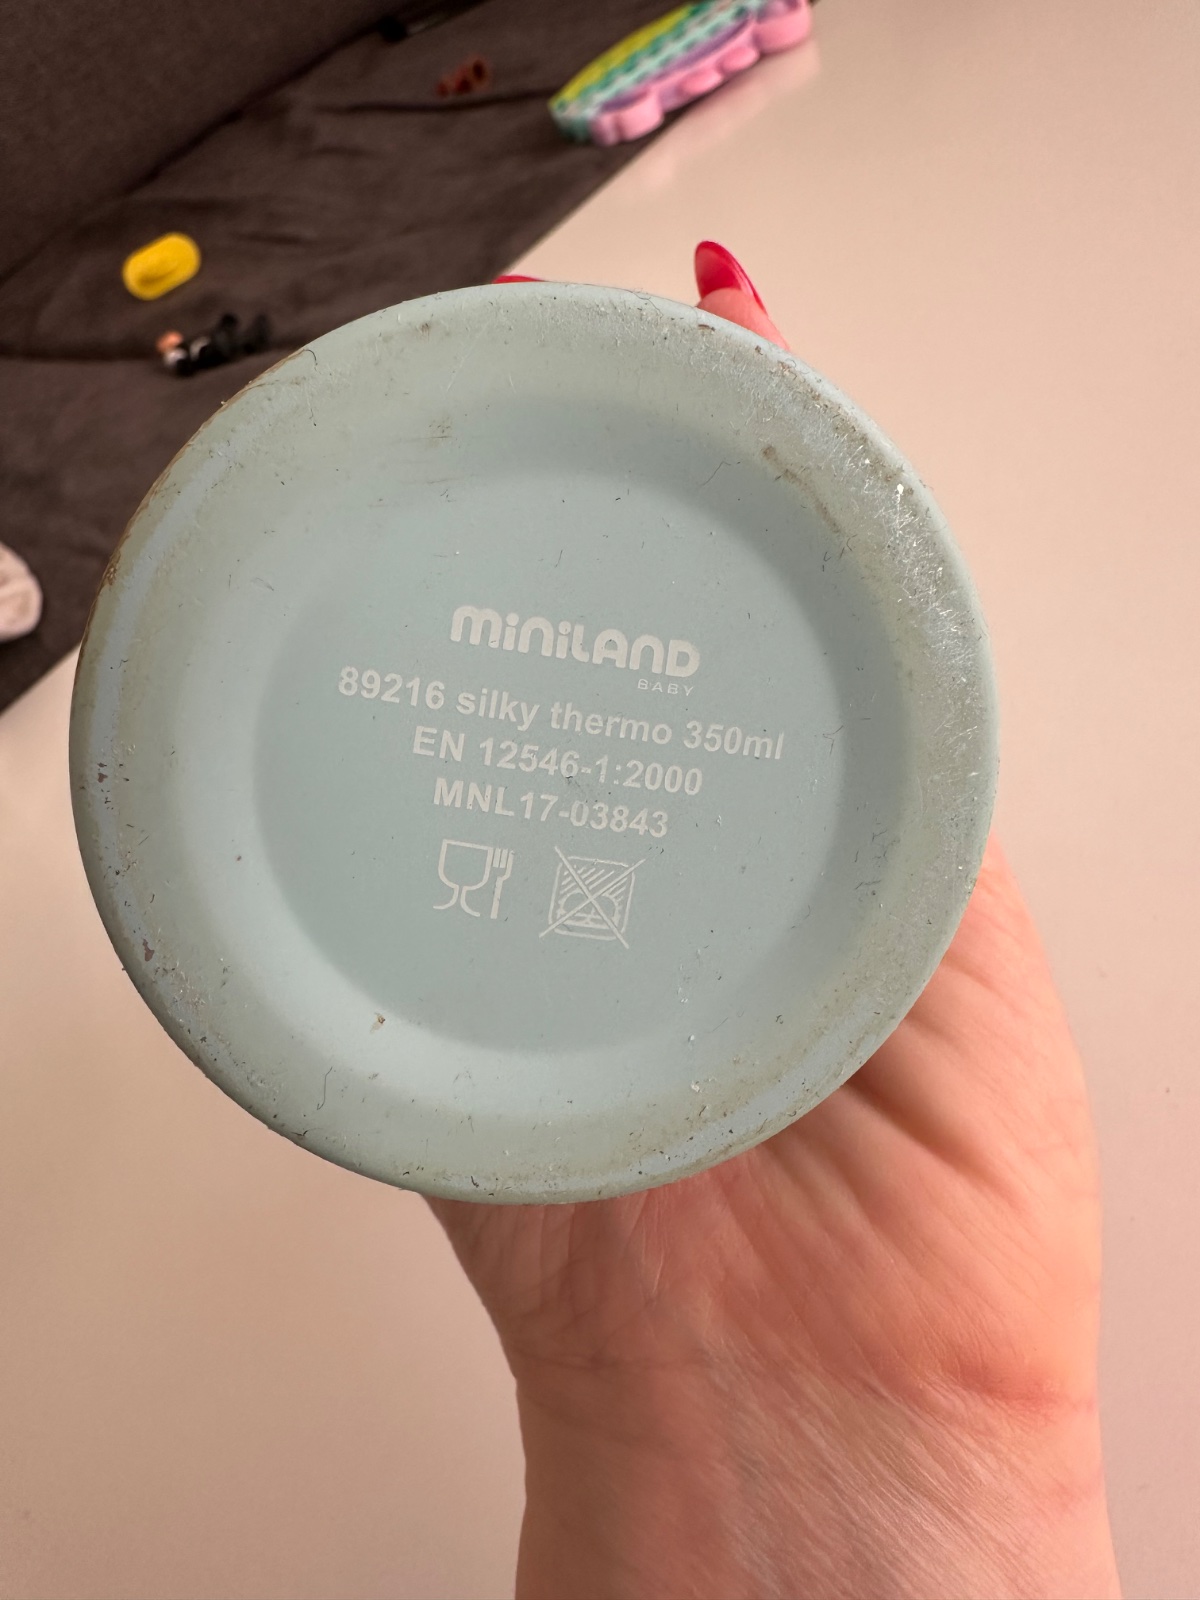 miniLAND
BABY
89216 silky thermo 350ml
EN 12546-1:2000
MNL17-03843